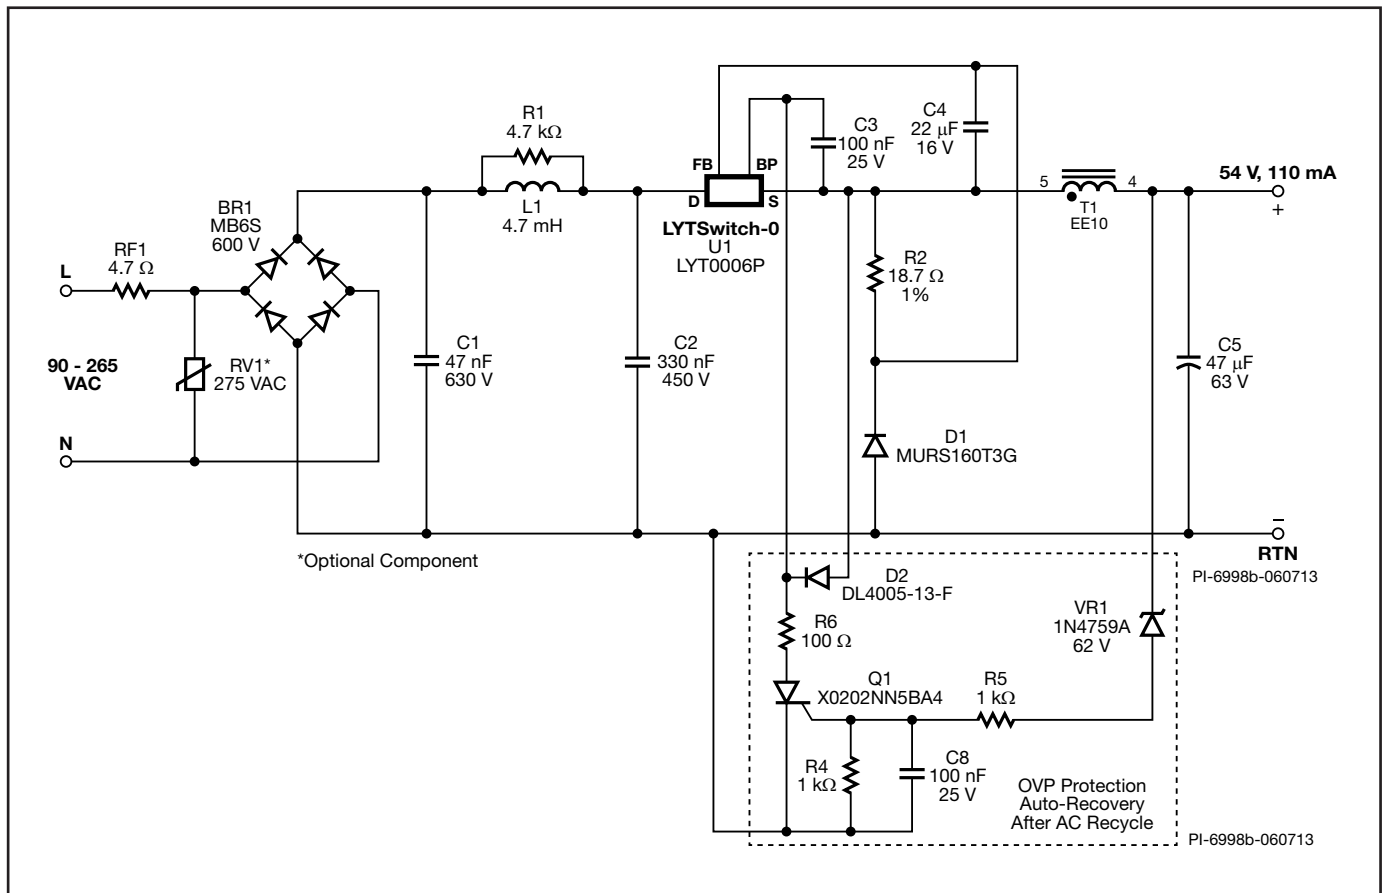 R1
4.7 kΩ
L1
4.7 mH
BR1
MB6S
600 V
RF1
4.7 Ω
L
90 - 265
VAC
N
RV1*
275 VAC
C1
47 nF
630 V
C2
330 nF
450 V
FB
BP
D
S
LYTSwitch-0
U1
LYT0006P
C3
100 nF
25 V
C4
22 µF
16 V
R2
18.7 Ω
1%
D1
MURS160T3G
5
4
T1
EE10
54 V, 110 mA
+
C5
47 µF
63 V
–
RTN
PI-6998b-060713
*Optional Component
D2
DL4005-13-F
R6
100 Ω
Q1
X0202NN5BA4
R5
1 kΩ
VR1
1N4759A
62 V
R4
1 kΩ
C8
100 nF
25 V
OVP Protection
Auto-Recovery
After AC Recycle
PI-6998b-060713